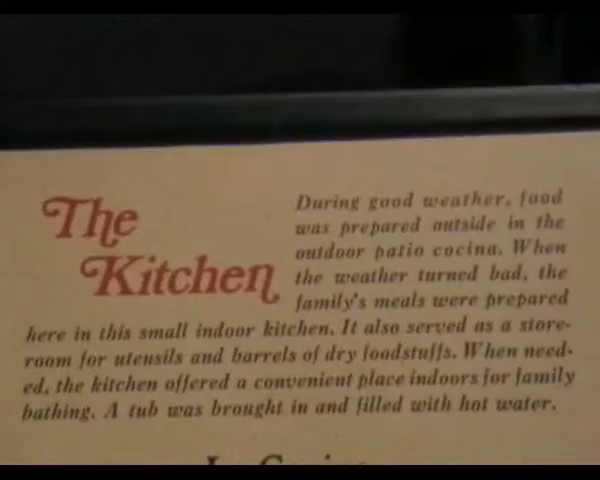 The
Kitchen
During good weather, food
was prepared outside in the
outdoor patio cocina. When
the weather turned bad, the
family's meals were prepared
here in this small indoor kitchen. It also served as a store-
room for utensils and barrels of dry foodstuffs. When need-
ed, the kitchen offered a convenient place indoors for family
bathing. A tub was brought in and filled with hot water.